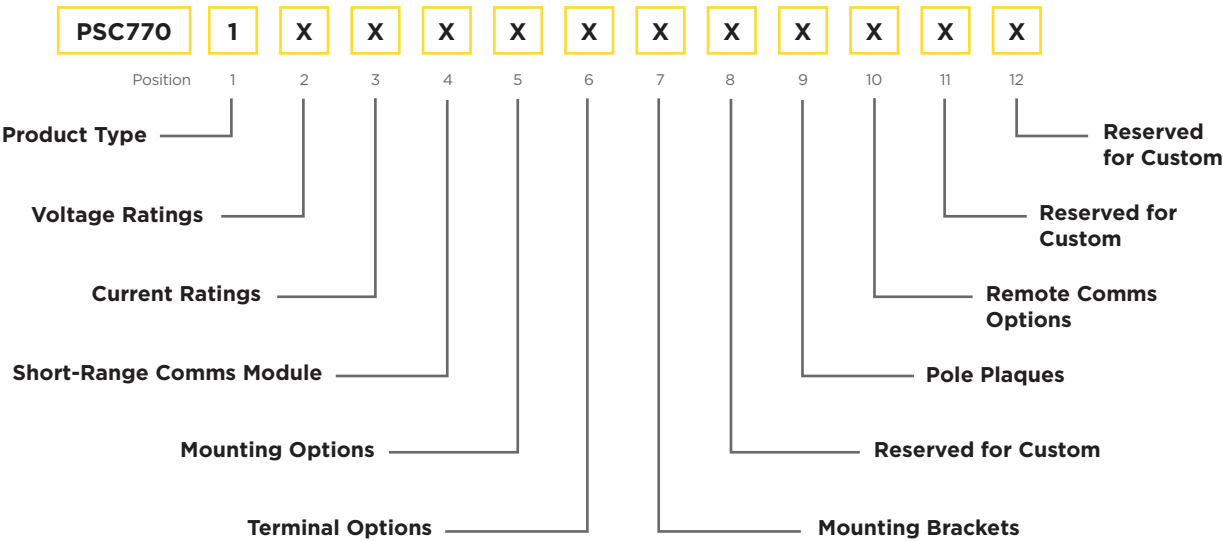 PSC770 1 X X X X X X X X X X X
Position 1 2 3 4 5 6 7 8 9 10 11 12
Product Type
Reserved
for Custom
Voltage Ratings
Reserved for
Custom
Current Ratings
Remote Comms
Options
Short-Range Comms Module
Pole Plaques
Mounting Options
Reserved for Custom
Terminal Options
Mounting Brackets